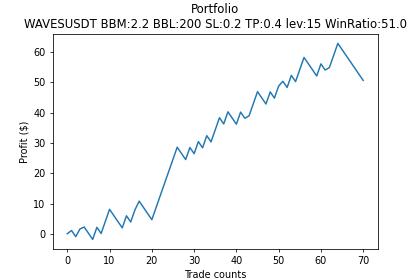 Portfolio
WAVESUSDT BBM:2.2 BBL:200 SL:0.2 TP:0.4 lev:15 WinRatio:51.0
60
50
40
30
20
10
0
Profit ($)
0 10 20 30 40 50 60 70
Trade counts